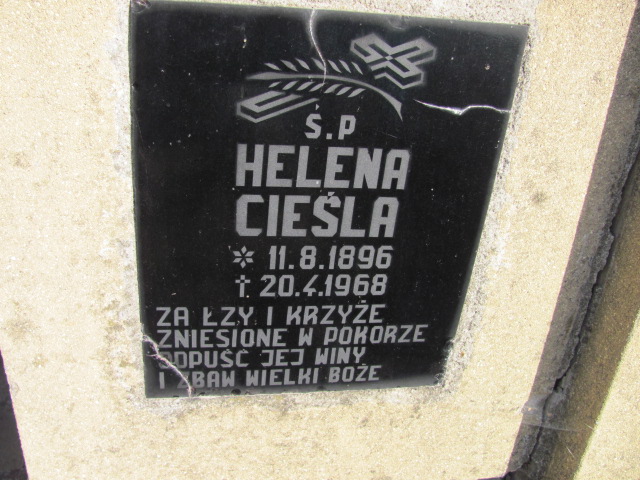 Ś.P
HELENA
CIEŚLA
* 11.8.1896
† 20.4.1968
ZA ŁZY I KRZYŻE
ZNIESIONE W POKORZE
ODPUŚĆ JEJ WINY
I ZBAW WIELKI BOŻE